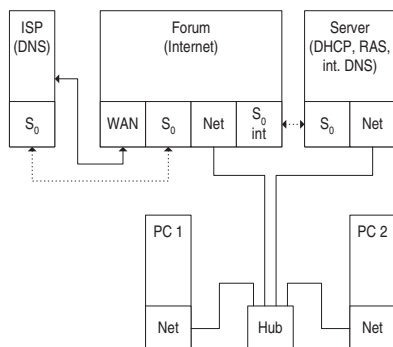 ISP
(DNS)
Forum
(Internet)
Server
(DHCP, RAS,
int. DNS)
S0
WAN
S0
Net
S0
int
S0
Net
PC 1
PC 2
Net
Hub
Net